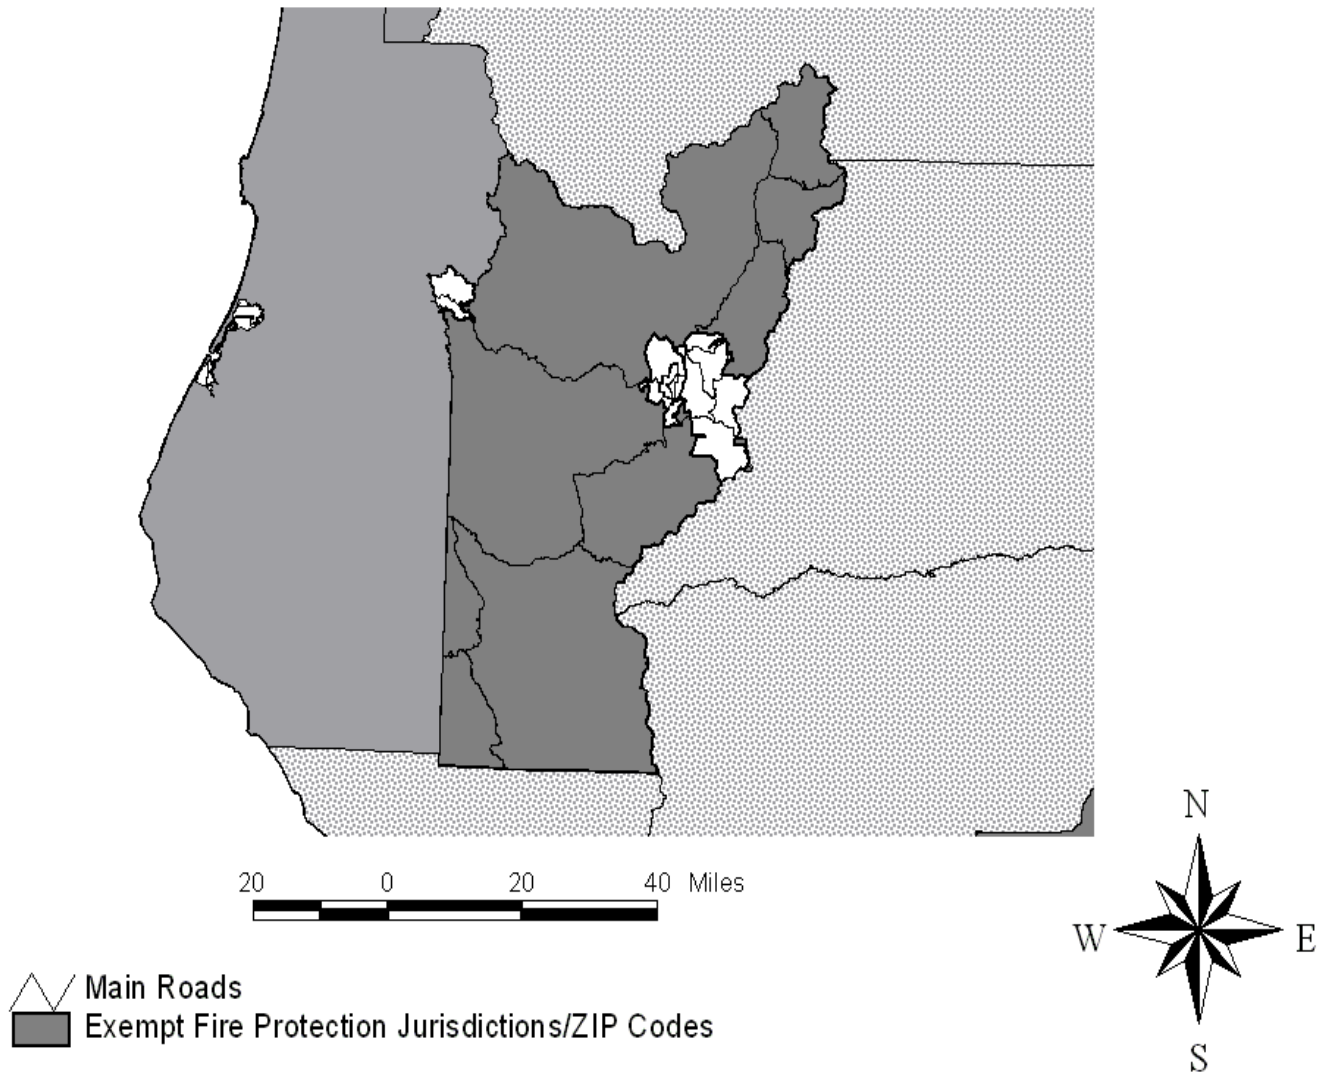 N
20 0 20 40 Miles
W E
Main Roads
Exempt Fire Protection Jurisdictions/ZIP Codes
S